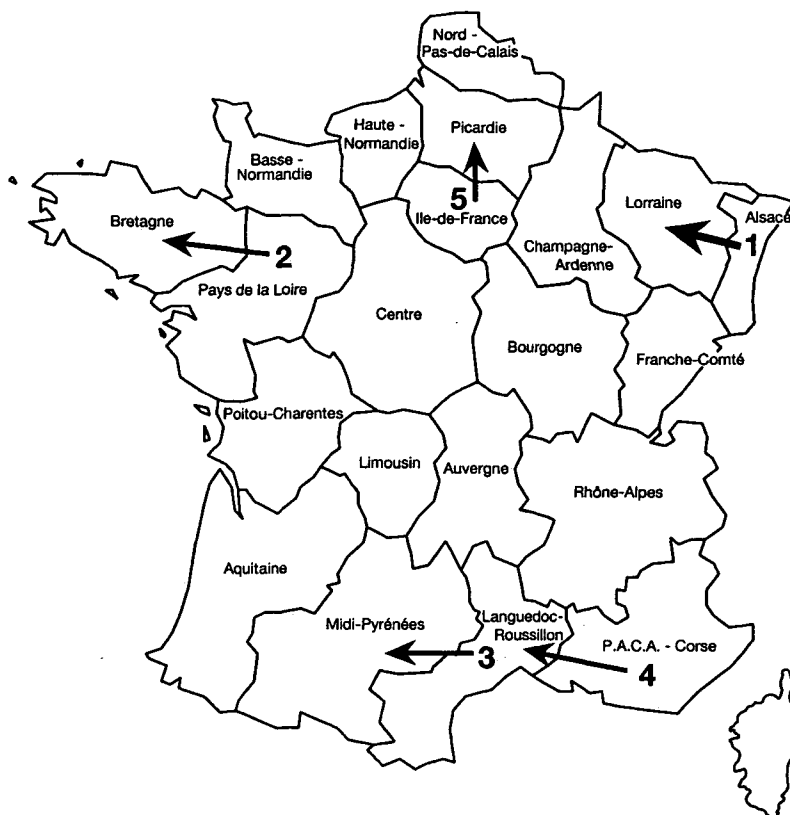 Nord -
Pas-de-Calais
Haute -
Normandie
Picardie
Basse -
Normandie
5
Ile-de-France
Lorraine
Alsace
1
Bretagne
2
Champagne-
Ardenne
Pays de la Loire
Centre
Bourgogne
Franche-Comté
Poitou-Charentes
Limousin
Auvergne
Rhône-Alpes
Aquitaine
Midi-Pyrénées
Languedoc-
Roussillon
P.A.C.A. - Corse
3
4